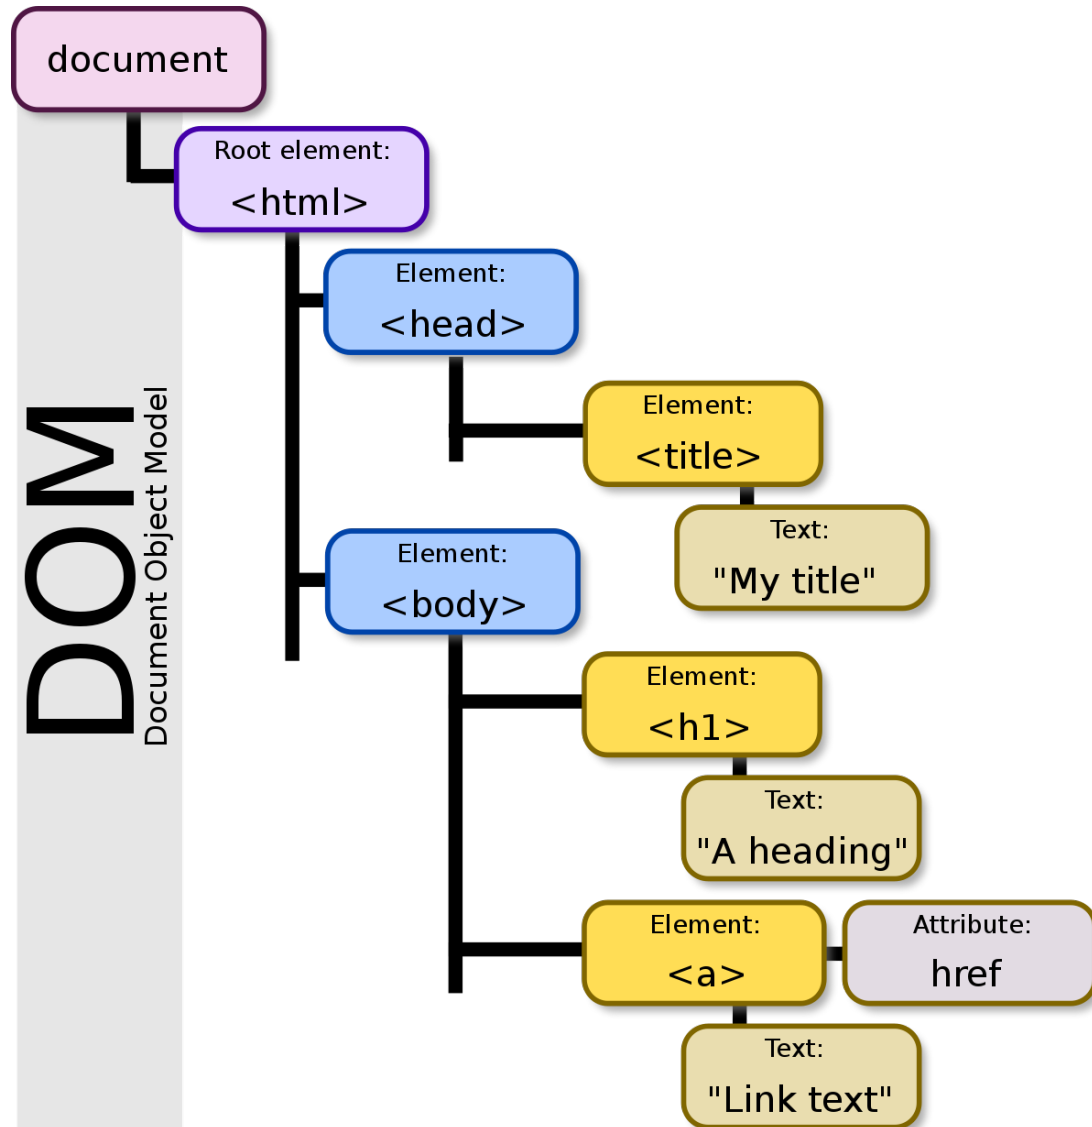 document
Root element:
<html>
Element:
<head>
Element:
<title>
Text:
"My title"
Element:
<body>
Element:
<h1>
Text:
"A heading"
Element:
<a>
Attribute:
href
Text:
"Link text"
DOM
Document Object Model